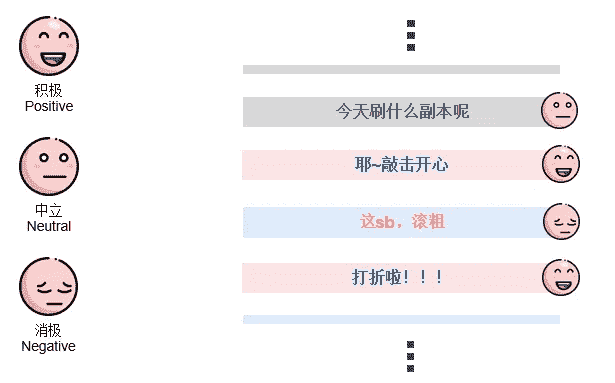 积极
Positive
今天刷什么副本呢
耶~敲击开心
中立
Neutral
这sb，滚粗
打折啦！！！
消极
Negative